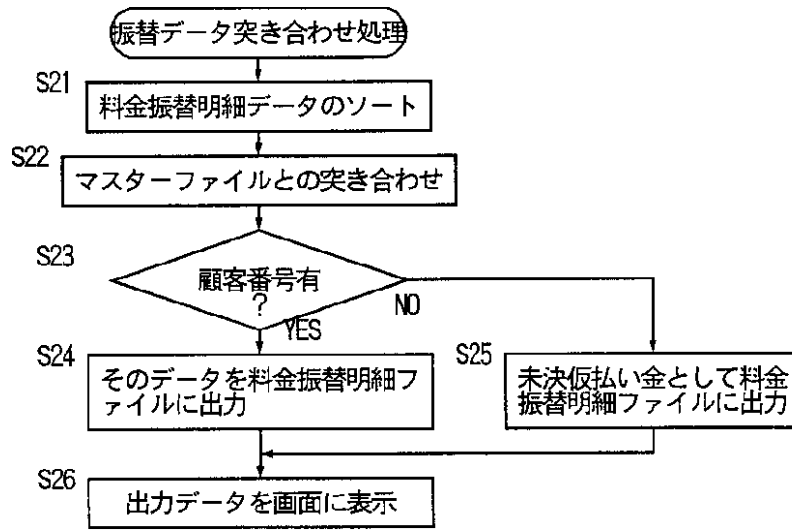 振替データ突き合わせ処理
S21
料金振替明細データのソート
S22
マスターファイルとの突き合わせ
S23
顧客番号有
?
NO
YES
S24
そのデータを料金振替明細フ
ァイルに出力
S25
未決仮払い金として料金
振替明細ファイルに出力
S26
出力データを画面に表示